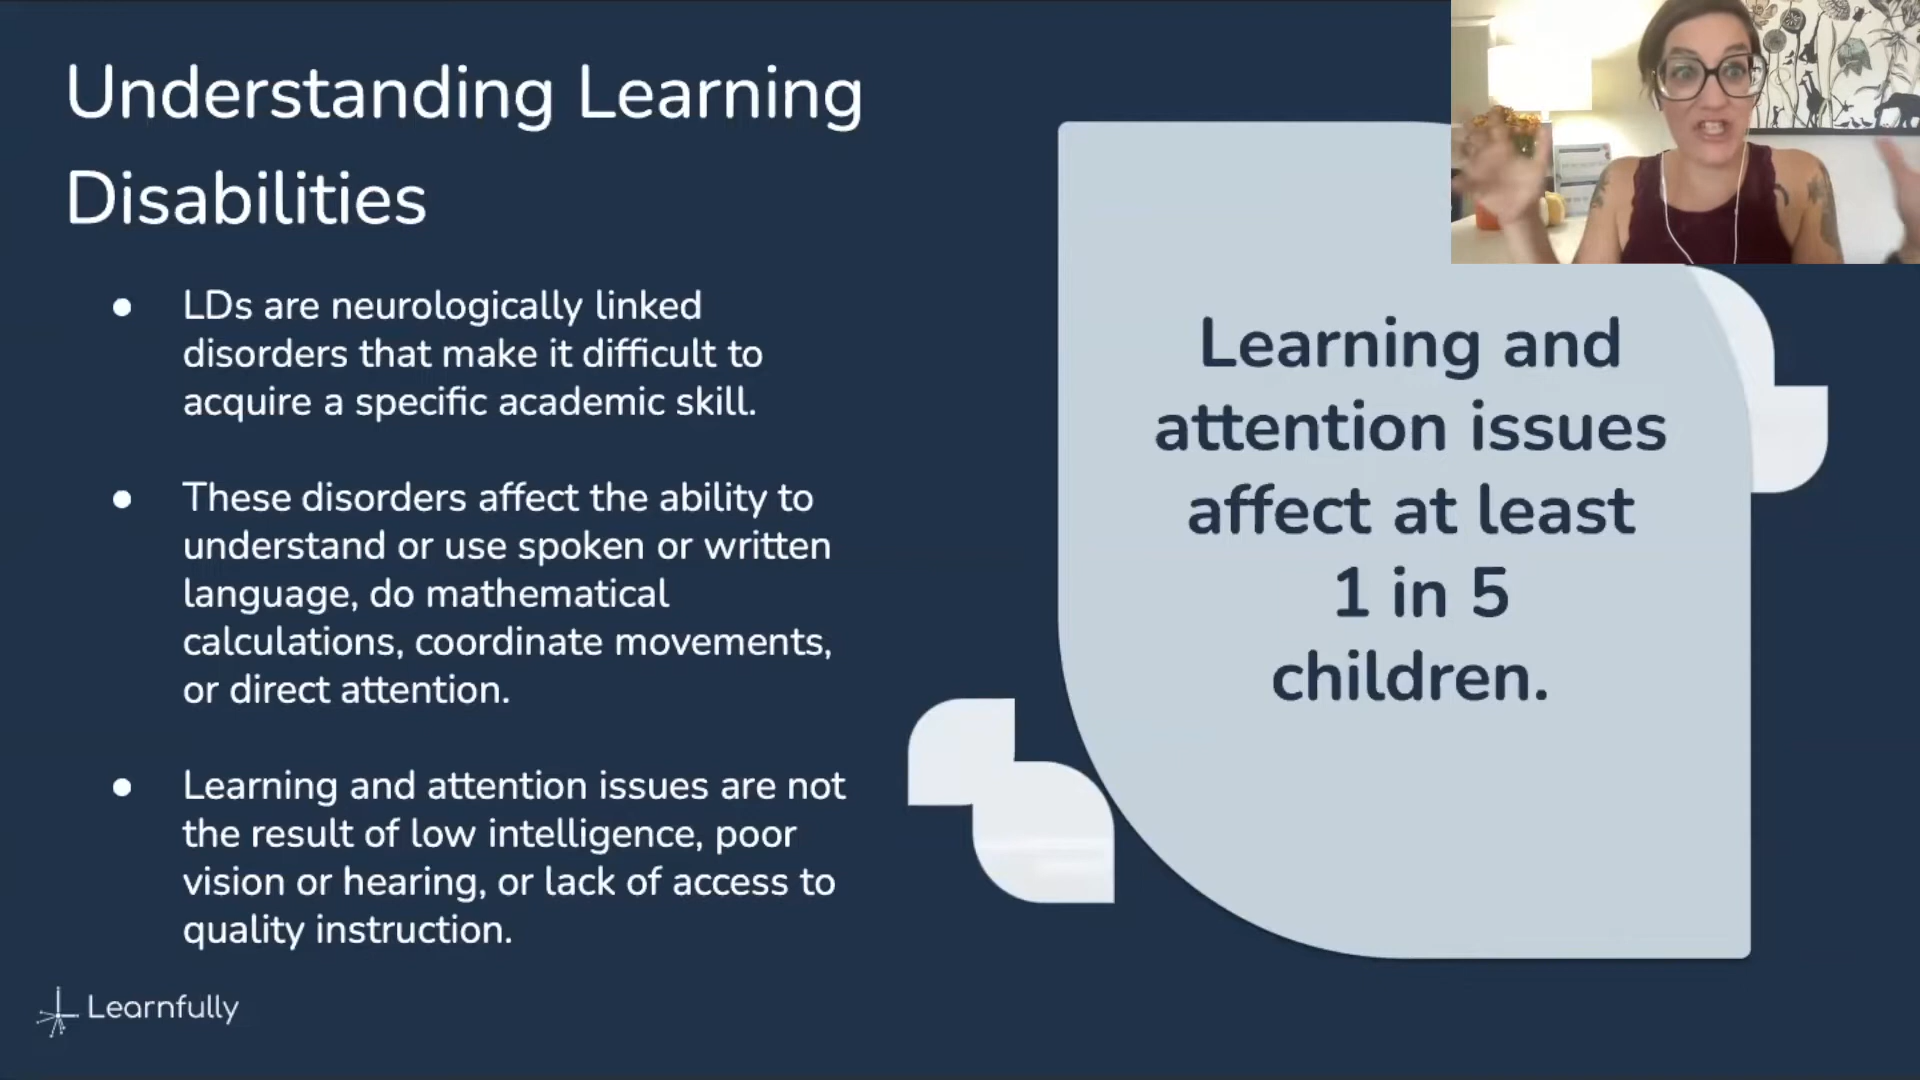 Understanding Learning
Disabilities
● LDs are neurologically linked
disorders that make it difficult to
acquire a specific academic skill.
● These disorders affect the ability to
understand or use spoken or written
language, do mathematical
calculations, coordinate movements,
or direct attention.
● Learning and attention issues are not
the result of low intelligence, poor
vision or hearing, or lack of access to
quality instruction.
Learning and
attention issues
affect at least
1 in 5
children.
Learnfully